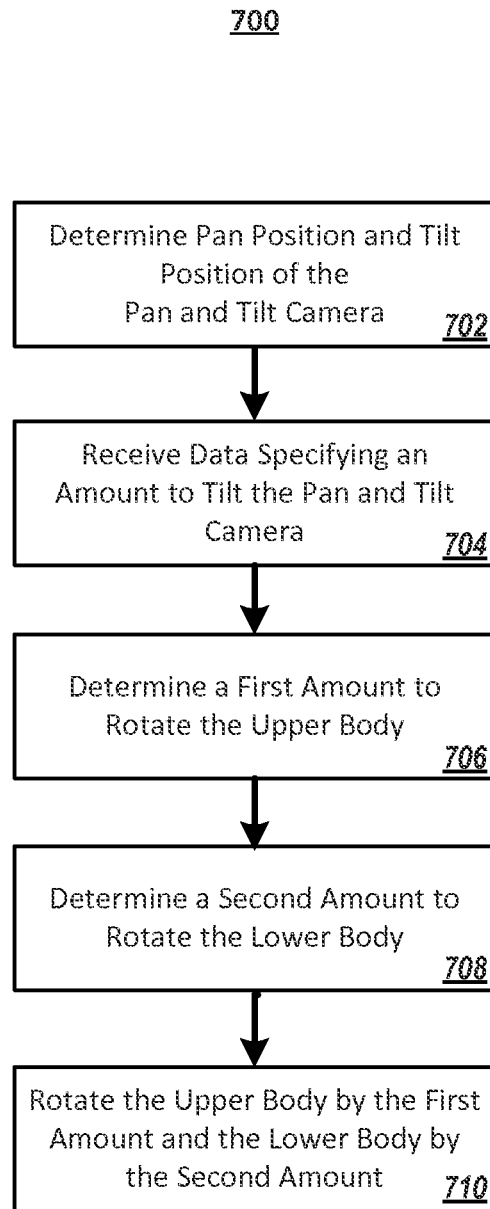 700
Determine Pan Position and Tilt
Position of the
Pan and Tilt Camera
702
Receive Data Specifying an
Amount to Tilt the Pan and Tilt
Camera
704
Determine a First Amount to
Rotate the Upper Body
706
Determine a Second Amount to
Rotate the Lower Body
708
Rotate the Upper Body by the First
Amount and the Lower Body by
the Second Amount
710